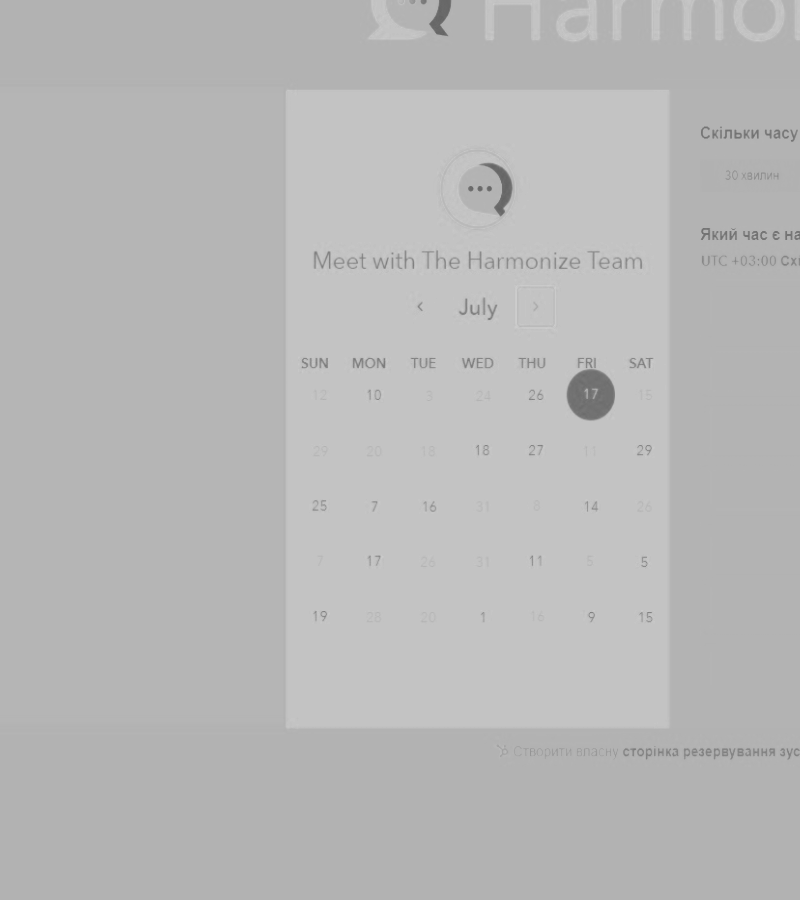 Harmon
Meet with The Harmonize Team
July
SUN MON TUE WED THU FRI SAT
12 10 3 24 26 17 15
29 20 18 18 27 11 29
25 7 16 31 8 14 26
7 17 26 31 11 5 5
19 28 20 1 16 9 15
Скільки часу
30 хвилин
Який час є на
UTC +03:00 Схі
Створити власну сторінка резервування зус